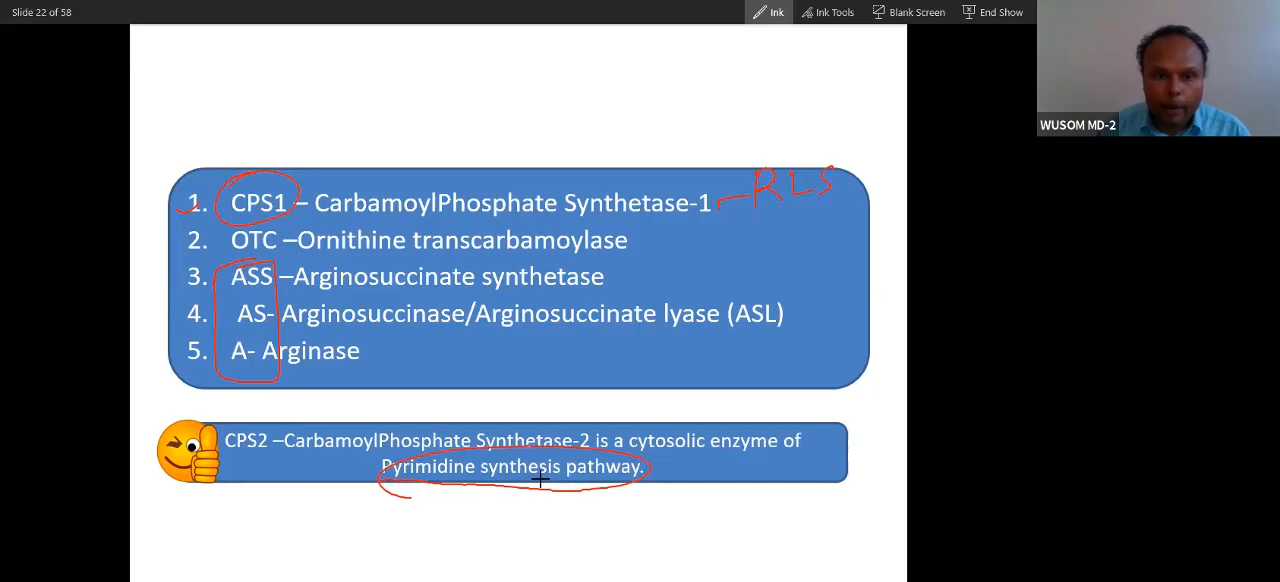 Slide 22 of 58
Ink
Ink Tools
Blank Screen
End Show
WUSOM MD-2
RLS
1. CPS1 – CarbamoylPhosphate Synthetase-1
2. OTC –Ornithine transcarbamoylase
3. ASS –Arginosuccinate synthetase
4. AS- Arginosuccinase/Arginosuccinate lyase (ASL)
5. A- Arginase
CPS2 –CarbamoylPhosphate Synthetase-2 is a cytosolic enzyme of
Pyrimidine synthesis pathway.